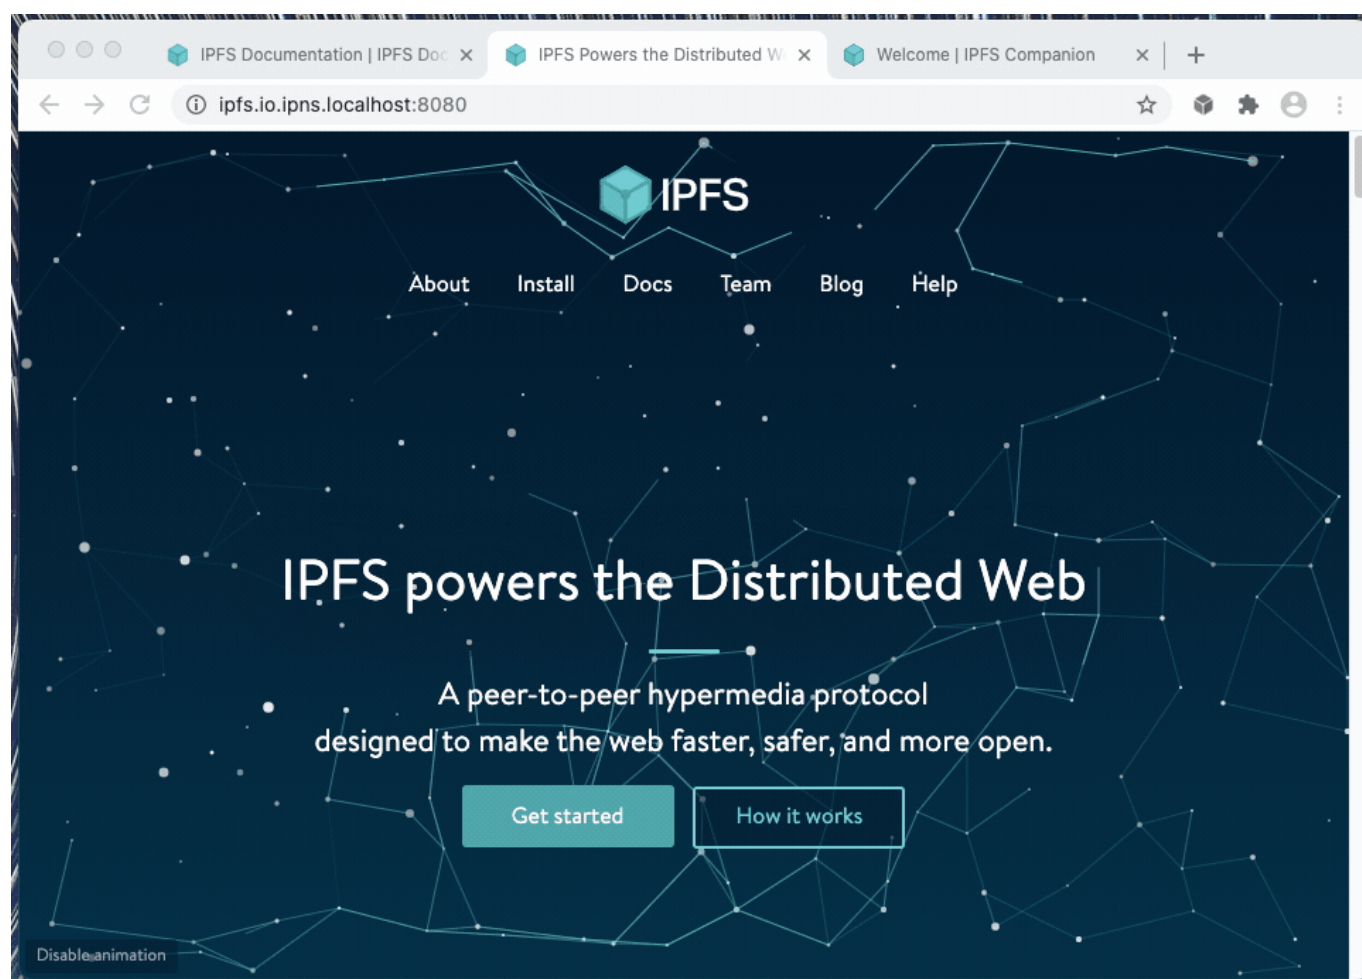 IPFS Documentation | IPFS Doc
IPFS Powers the Distributed W
Welcome | IPFS Companion
ipfs.io.ipns.localhost:8080
IPFS
About Install Docs Team Blog Help
IPFS powers the Distributed Web
A peer-to-peer hypermedia protocol
designed to make the web faster, safer, and more open.
Get started How it works
Disable animation